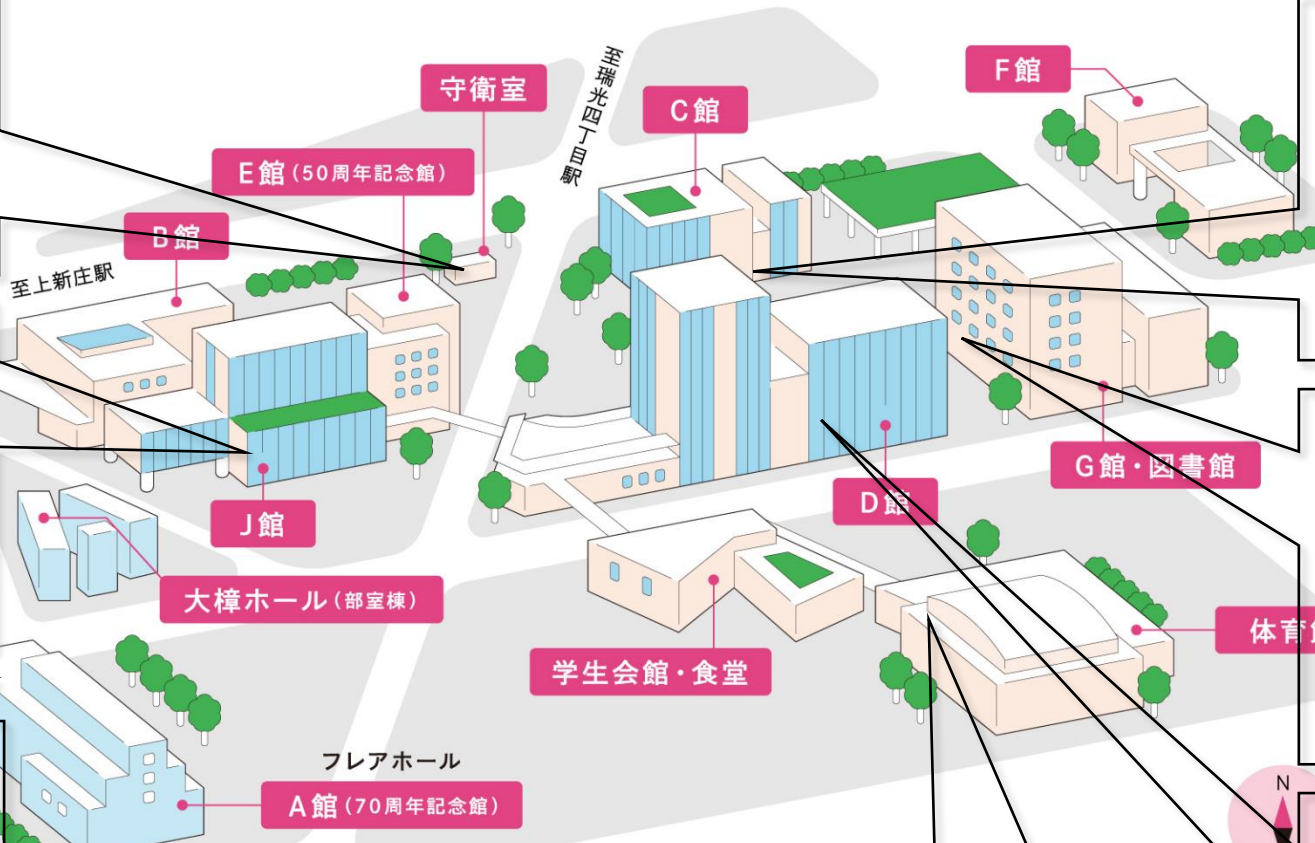 至瑞光四丁目駅
F館
守衛室
C館
E館(50周年記念館)
B館
至上新庄駅
G館・図書館
D館
J館
大樟ホール(部室棟)
体育
学生会館・食堂
フレアホール
A館(70周年記念館)
N